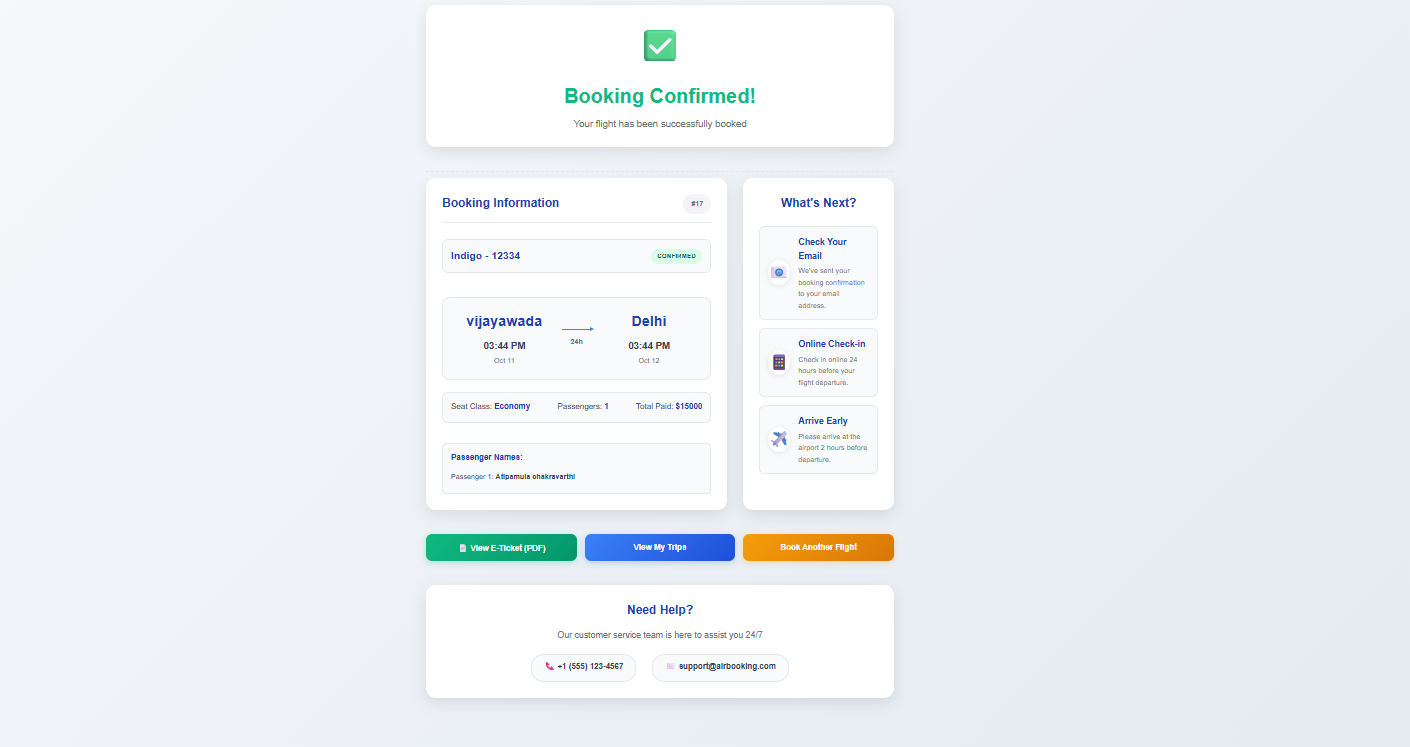 Booking Confirmed!
Your flight has been successfully booked
Booking Information
#17
Indigo - 12334
CONFIRMED
vijayawada
03:44 PM
Oct 11
24h
Delhi
03:44 PM
Oct 12
Seat Class: Economy
Passengers: 1
Total Paid: $15000
Passenger Names:
Passenger 1: Atipamula ohakravarthi
What's Next?
Check Your
Email
We've sent your
booking confirmation
to your email
address.
Online Check-in
Check in online 24
hours before your
flight departure.
Arrive Early
Please arrive at the
airport 2 hours before
departure.
View E-Ticket (PDF)
View My Trips
Book Another Flight
Need Help?
Our customer service team is here to assist you 24/7
+1 (555) 123-4567
support@airbooking.com